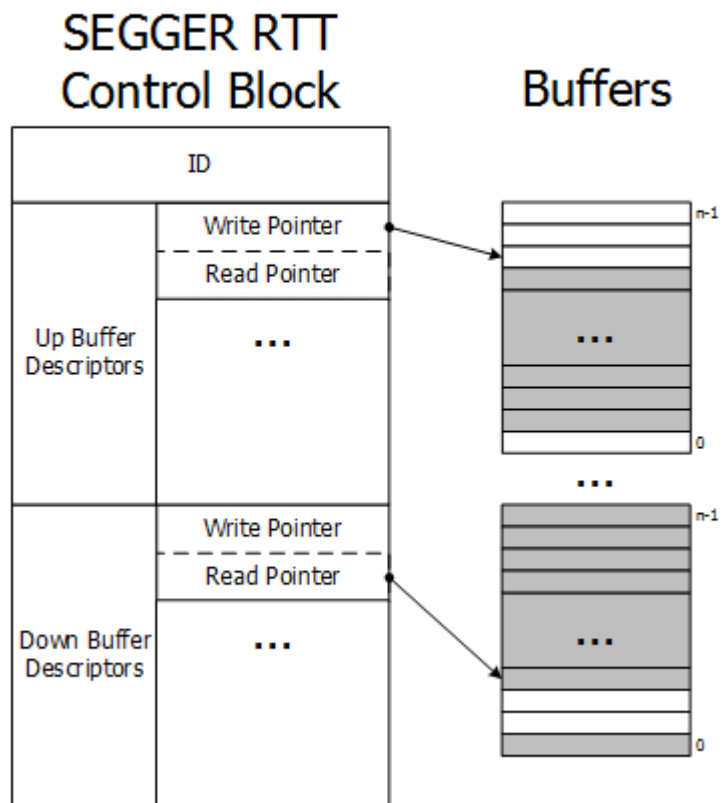 SEGGER RTT
Control Block
Buffers
ID
Write Pointer
Read Pointer
...
Up Buffer
Descriptors
n-1
...
0
...
Write Pointer
Read Pointer
...
Down Buffer
Descriptors
n-1
...
0